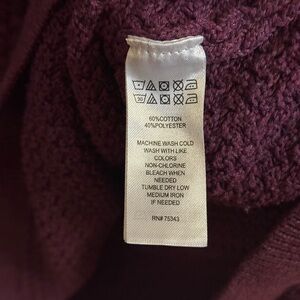 60%COTTON
40%POLYESTER
MACHINE WASH COLD
WASH WITH LIKE
COLORS
NON-CHLORINE
BLEACH WHEN
NEEDED
TUMBLE DRY LOW
MEDIUM IRON
IF NEEDED
RN# 75343